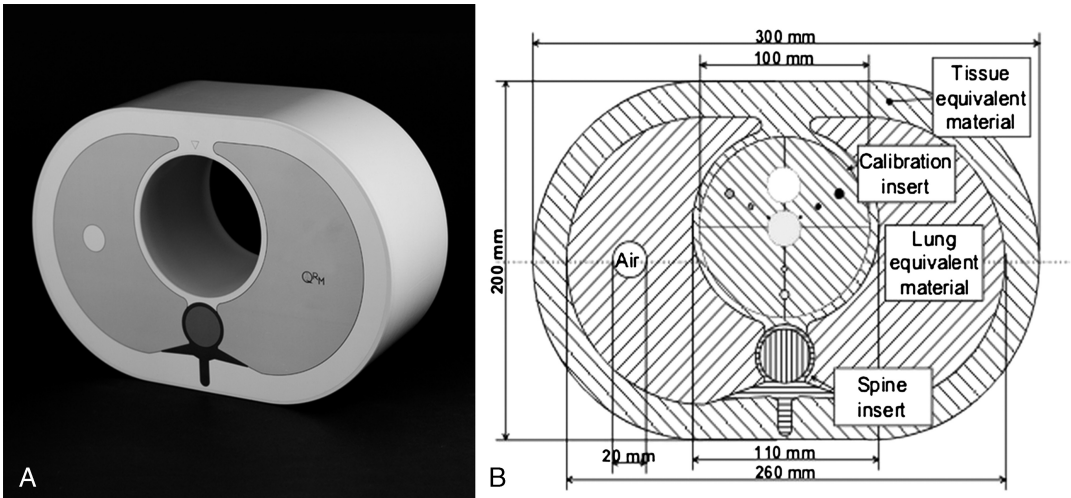 A
QRM
B
300 mm
100 mm
Tissue
equivalent
material
Calibration
insert
Lung
equivalent
material
Air
200 mm
Spine
insert
20 mm
110 mm
260 mm